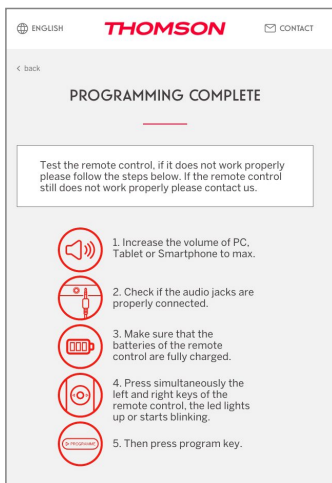 ENGLISH THOMSON CONTACT
< back
PROGRAMMING COMPLETE
Test the remote control, if it does not work properly
please follow the steps below. If the remote control
still does not work properly please contact us.
1. Increase the volume of PC,
Tablet or Smartphone to max.
2. Check if the audio jacks are
properly connected.
3. Make sure that the
batteries of the remote
control are fully charged.
4. Press simultaneously the
left and right keys of the
remote control, the led lights
up or starts blinking.
PROGRAMME
5. Then press program key.